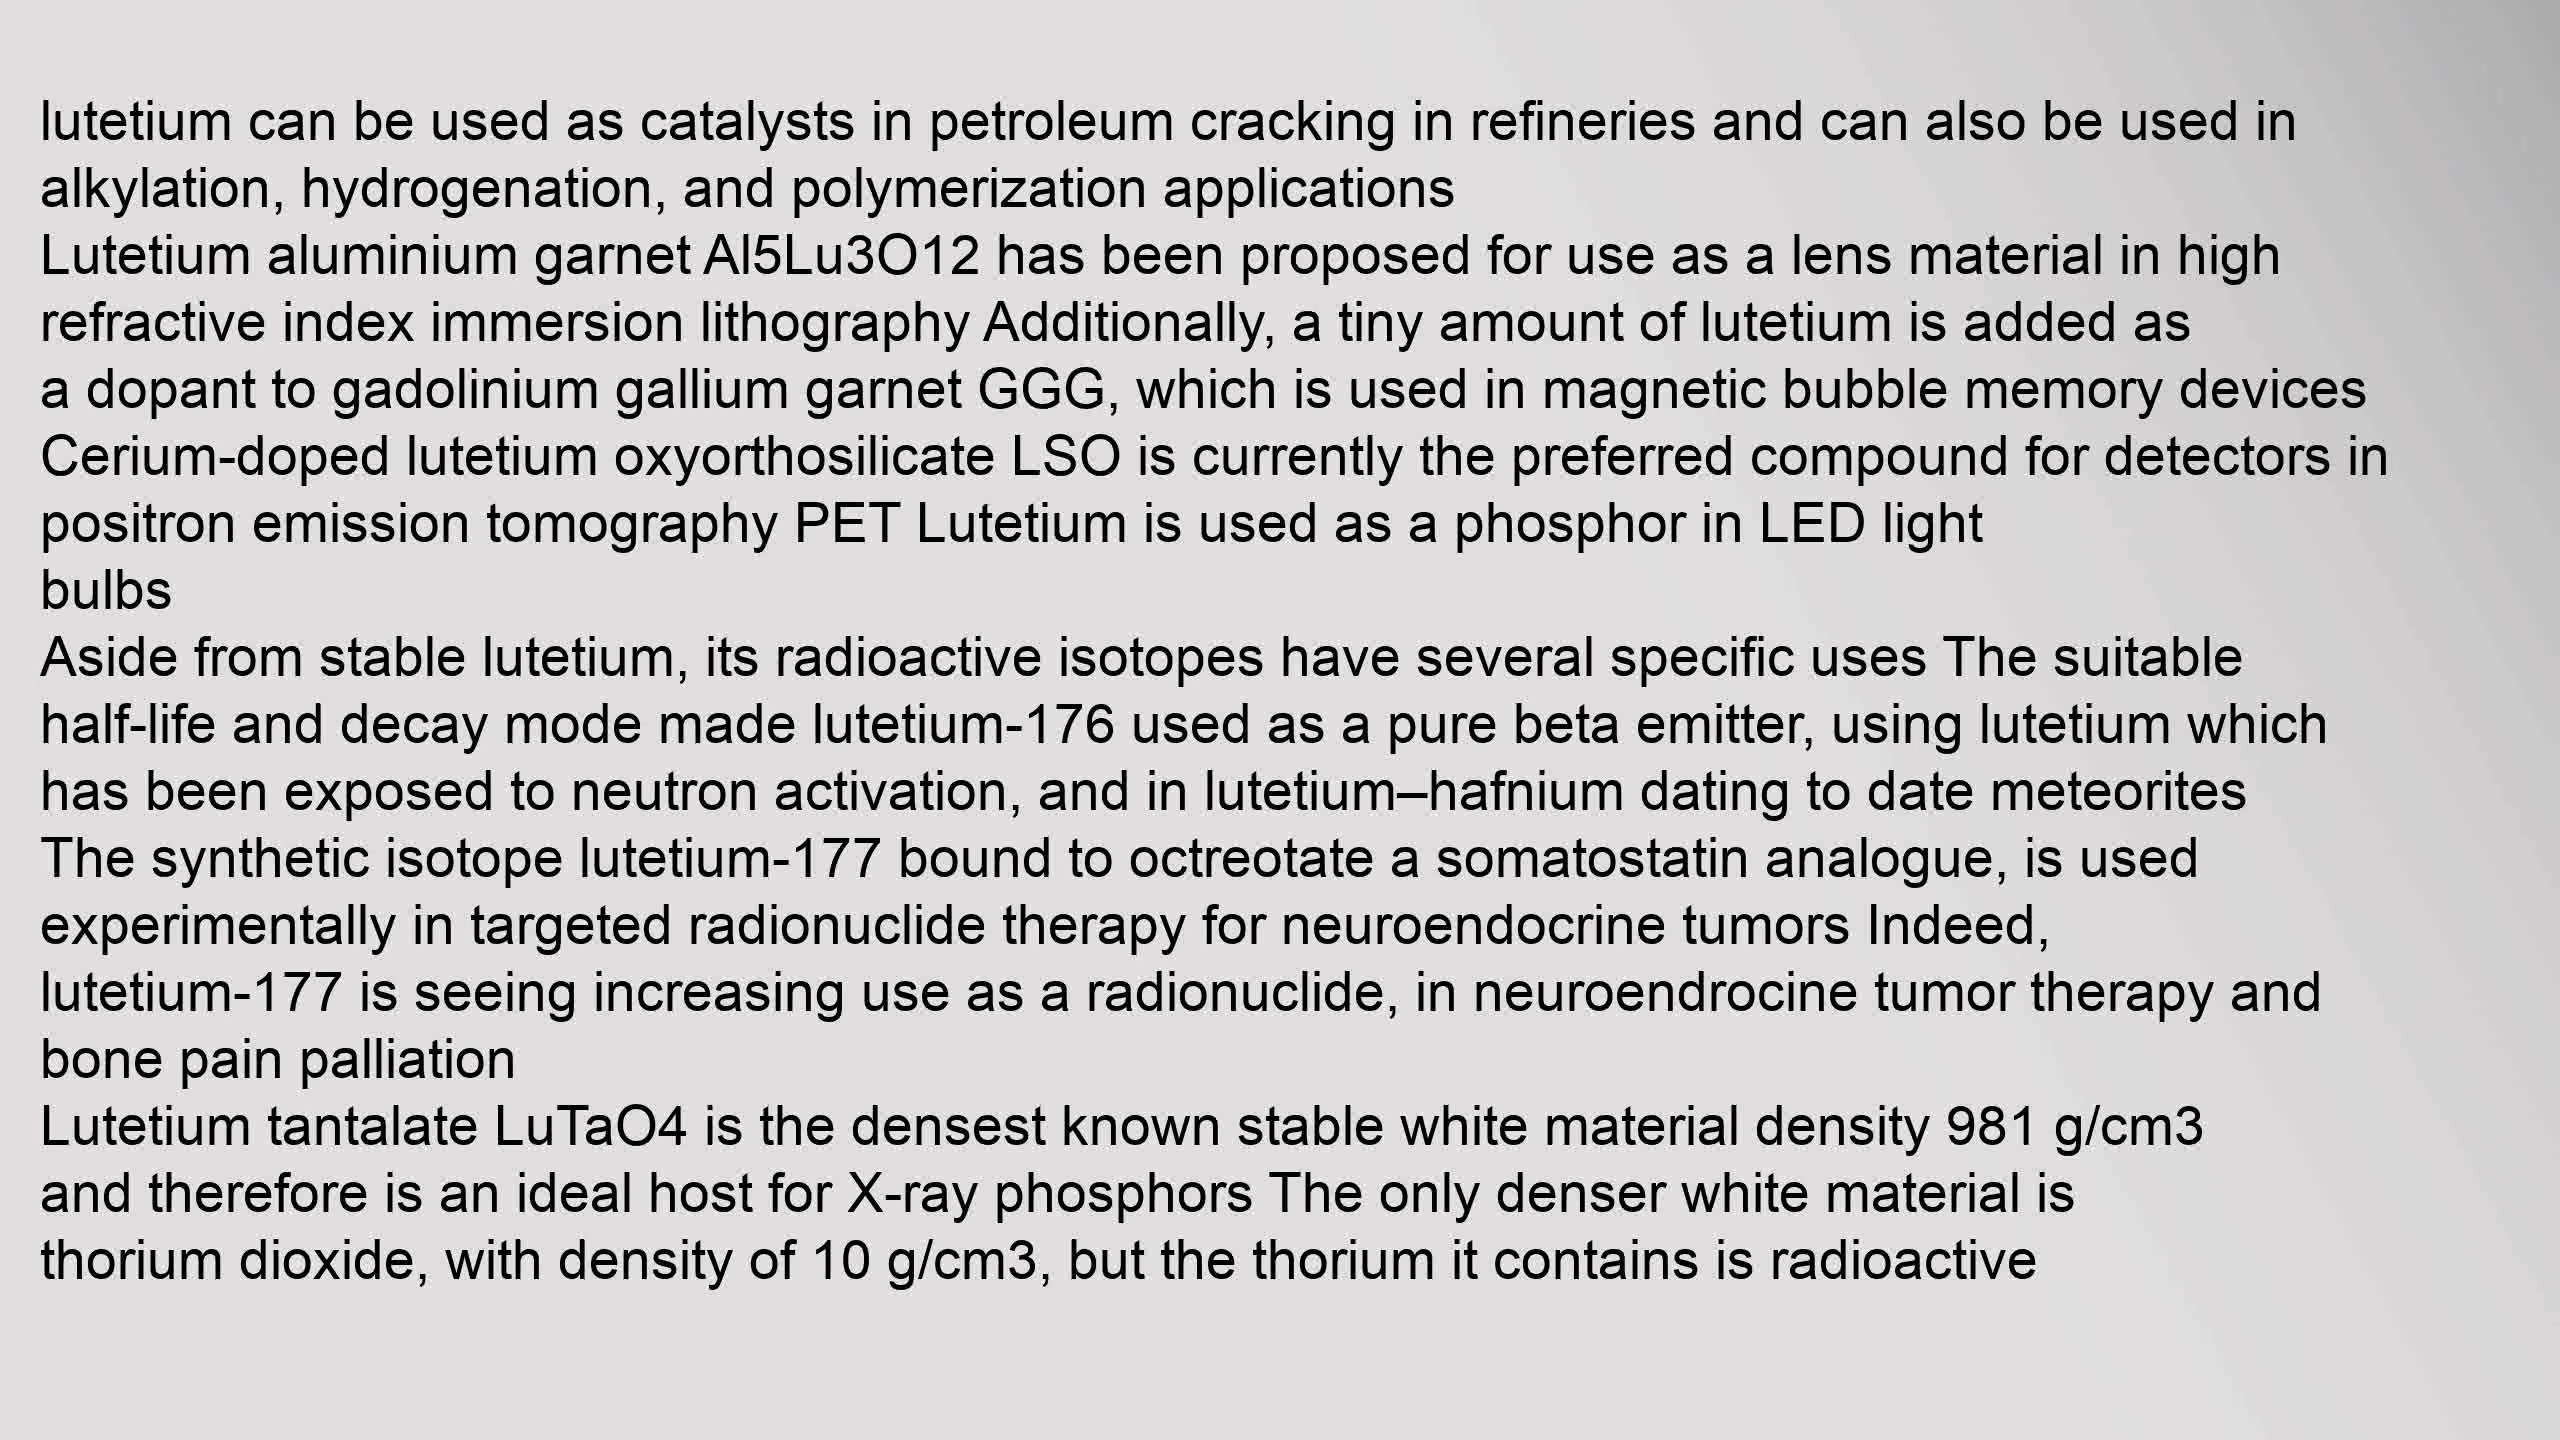 lutetium can be used as catalysts in petroleum cracking in refineries and can also be used in
alkylation, hydrogenation, and polymerization applications
Lutetium aluminium garnet Al5Lu3O12 has been proposed for use as a lens material in high
refractive index immersion lithography Additionally, a tiny amount of lutetium is added as
a dopant to gadolinium gallium garnet GGG, which is used in magnetic bubble memory devices
Cerium-doped lutetium oxyorthosilicate LSO is currently the preferred compound for detectors in
positron emission tomography PET Lutetium is used as a phosphor in LED light
bulbs
Aside from stable lutetium, its radioactive isotopes have several specific uses The suitable
half-life and decay mode made lutetium-176 used as a pure beta emitter, using lutetium which
has been exposed to neutron activation, and in lutetium–hafnium dating to date meteorites
The synthetic isotope lutetium-177 bound to octreotate a somatostatin analogue, is used
experimentally in targeted radionuclide therapy for neuroendocrine tumors Indeed,
lutetium-177 is seeing increasing use as a radionuclide, in neuroendrocine tumor therapy and
bone pain palliation
Lutetium tantalate LuTaO4 is the densest known stable white material density 981 g/cm3
and therefore is an ideal host for X-ray phosphors The only denser white material is
thorium dioxide, with density of 10 g/cm3, but the thorium it contains is radioactive